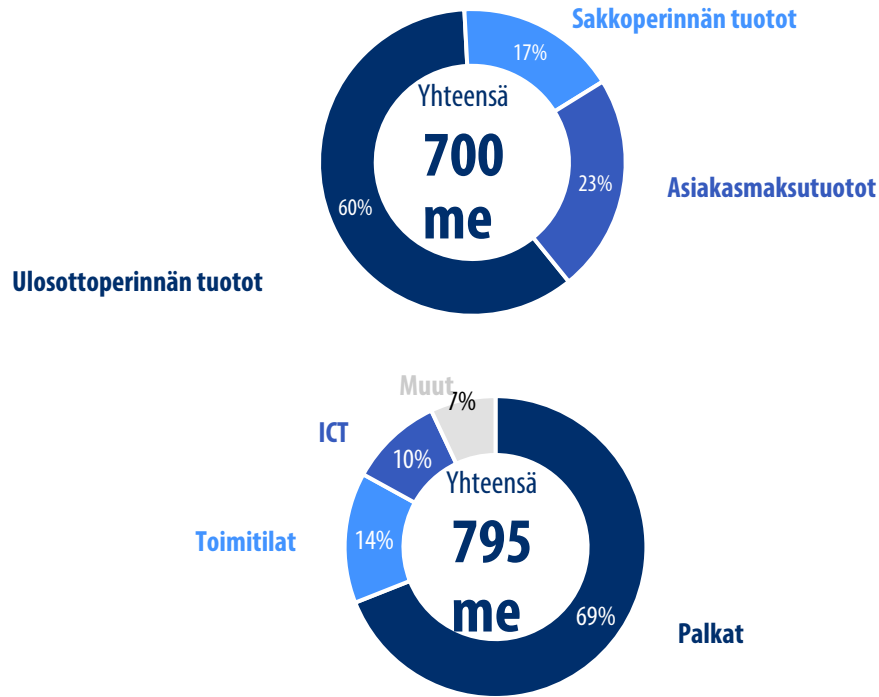 Sakkoperinnän tuotot
17%
Yhteensä
700
me
23%
Asiakasmaksutuotot
60%
Ulosottoperinnän tuotot
Muut
7%
ICT
10%
Yhteensä
Toimitilat
14%
795
me
69%
Palkat